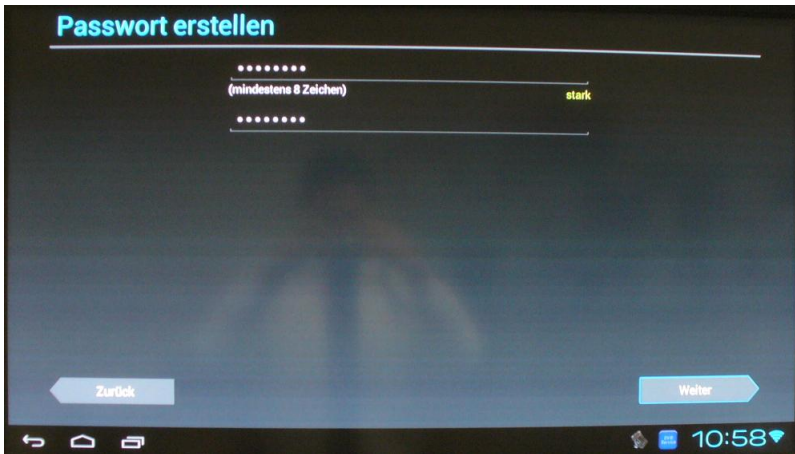 Passwort erstellen
••••••••
(mindestens 8 Zeichen)
stark
••••••••
Zurück
Weiter
10:58